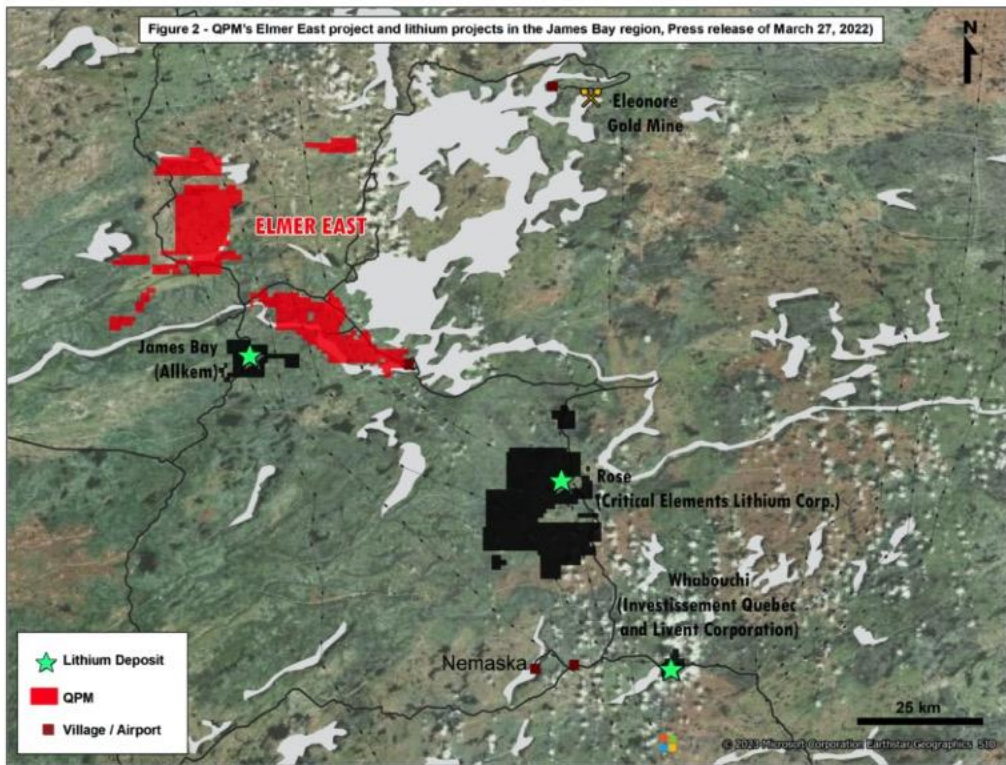 Figure 2 - QPM's Elmer East project and lithium projects in the James Bay region, Press release of March 27, 2022)
N
Eleonore
Gold Mine
ELMER EAST
James Bay
(Allkem)
Rose
(Critical Elements Lithium Corp.)
Whabouchi
(Investissement Quebec
and Livent Corporation)
Nemaska
Lithium Deposit
QPM
Village / Airport
25 km
© 2023 Microsoft Corporation Earthstar Geographics SIO